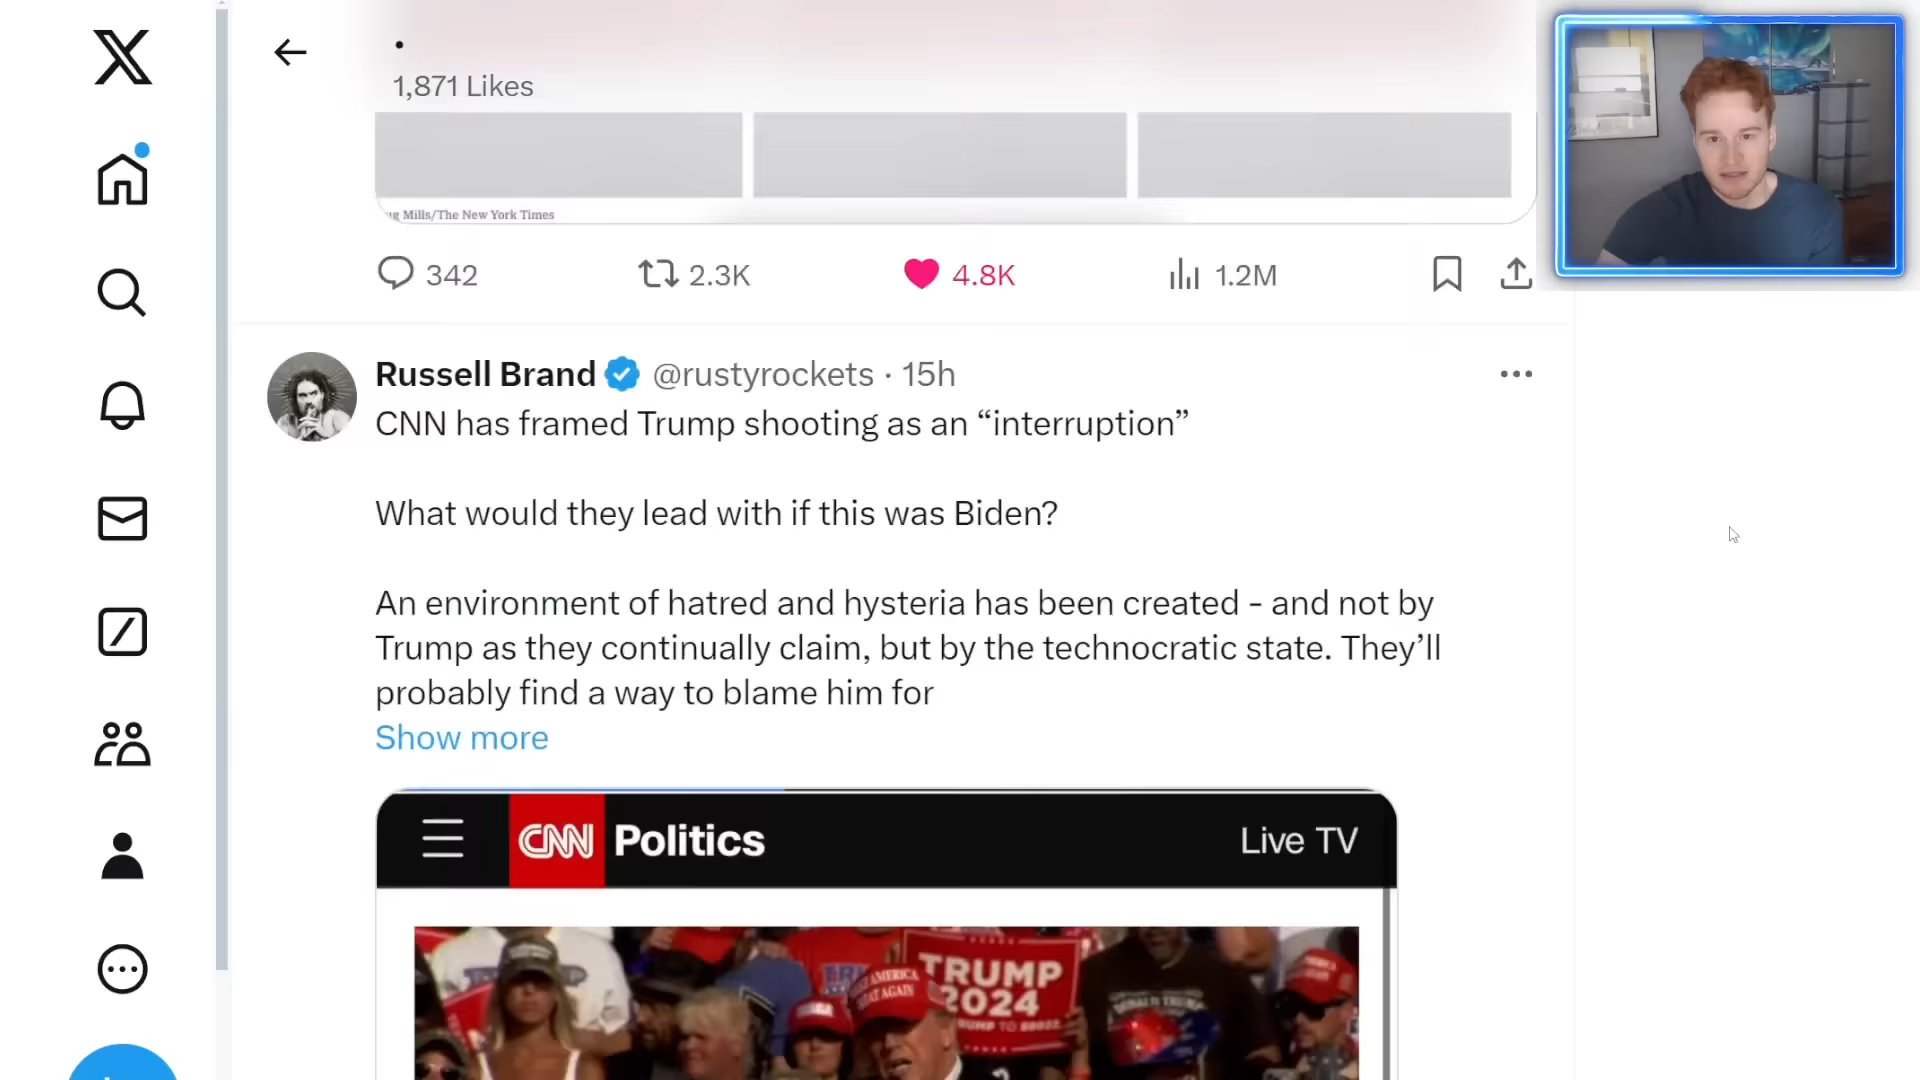 .
1,871 Likes
g Mills/The New York Times
342
2.3K
4.8K
1.2M
Russell Brand @rustyrockets · 15h
CNN has framed Trump shooting as an “interruption”
What would they lead with if this was Biden?
An environment of hatred and hysteria has been created - and not by
Trump as they continually claim, but by the technocratic state. They’ll
probably find a way to blame him for
Show more
CNN Politics
Live TV
TRUMP
2024
AMERICA
AGAIN